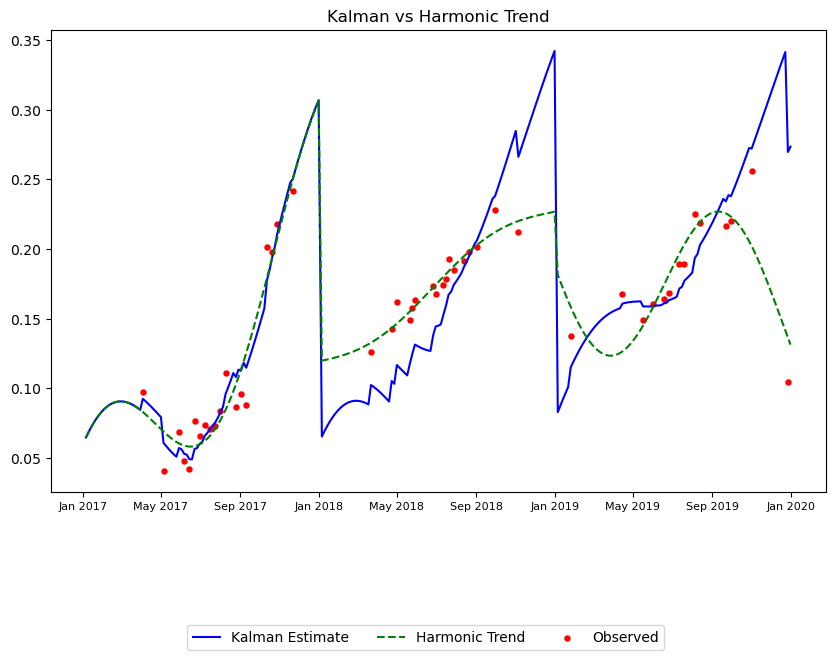 Kalman vs Harmonic Trend
0.35
0.30
0.25
0.20
0.15
0.10
0.05
Jan 2017 May 2017 Sep 2017 Jan 2018 May 2018 Sep 2018 Jan 2019 May 2019 Sep 2019 Jan 2020
Kalman Estimate Harmonic Trend Observed